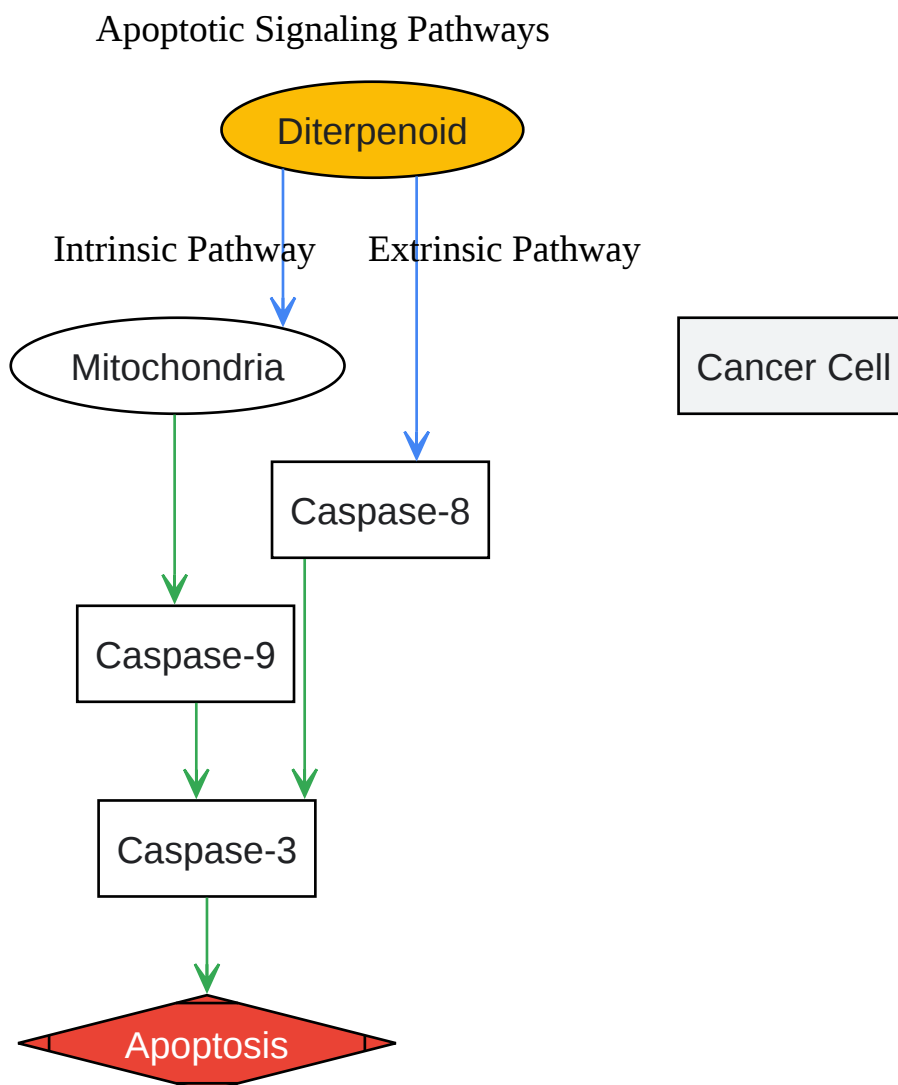 Apoptotic Signaling Pathways
Diterpenoid
Intrinsic Pathway
Extrinsic Pathway
Mitochondria
Cancer Cell
Caspase-8
Caspase-9
Caspase-3
Apoptosis